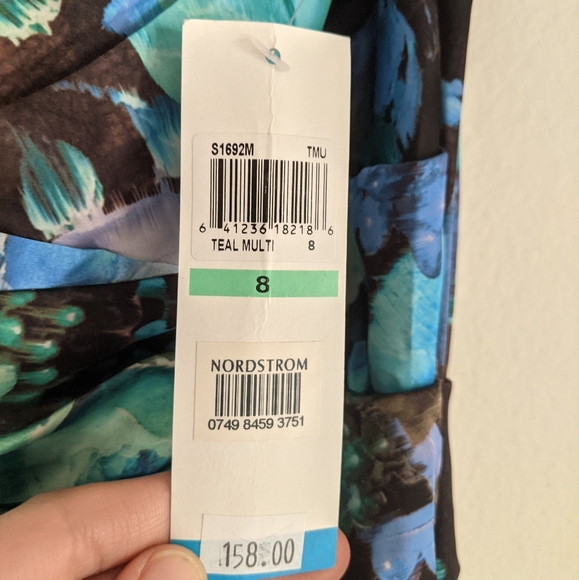 S1692M TMU
6 41236 18218 6
TEAL MULTI 8
8
NORDSTROM
0749 8459 3751
158.00